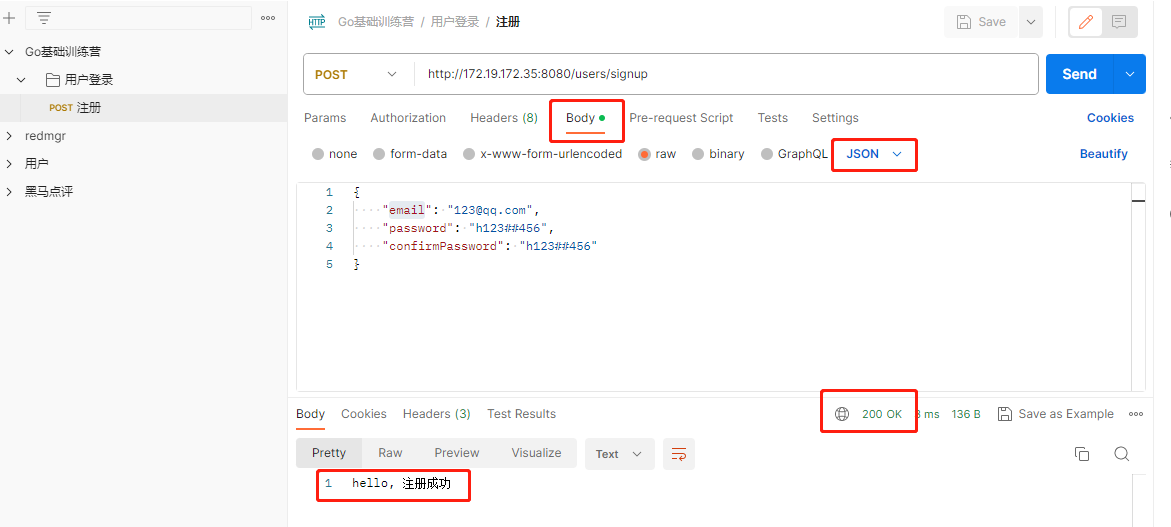 HTTP Go基础训练营 / 用户登录 / 注册 Save
Go基础训练营
用户登录
POST 注册
redmgr
用户
黑马点评
POST http://172.19.172.35:8080/users/signup Send
Params Authorization Headers (8) Body Pre-request Script Tests Settings Cookies
none form-data x-www-form-urlencoded raw binary GraphQL JSON Beautify
1 {
2 "email": "123@qq.com",
3 "password": "h123##456",
4 "confirmPassword": "h123##456"
5 }
Body Cookies Headers (3) Test Results 200 OK ms 136 B Save as Example
Pretty Raw Preview Visualize Text
1 hello, 注册成功